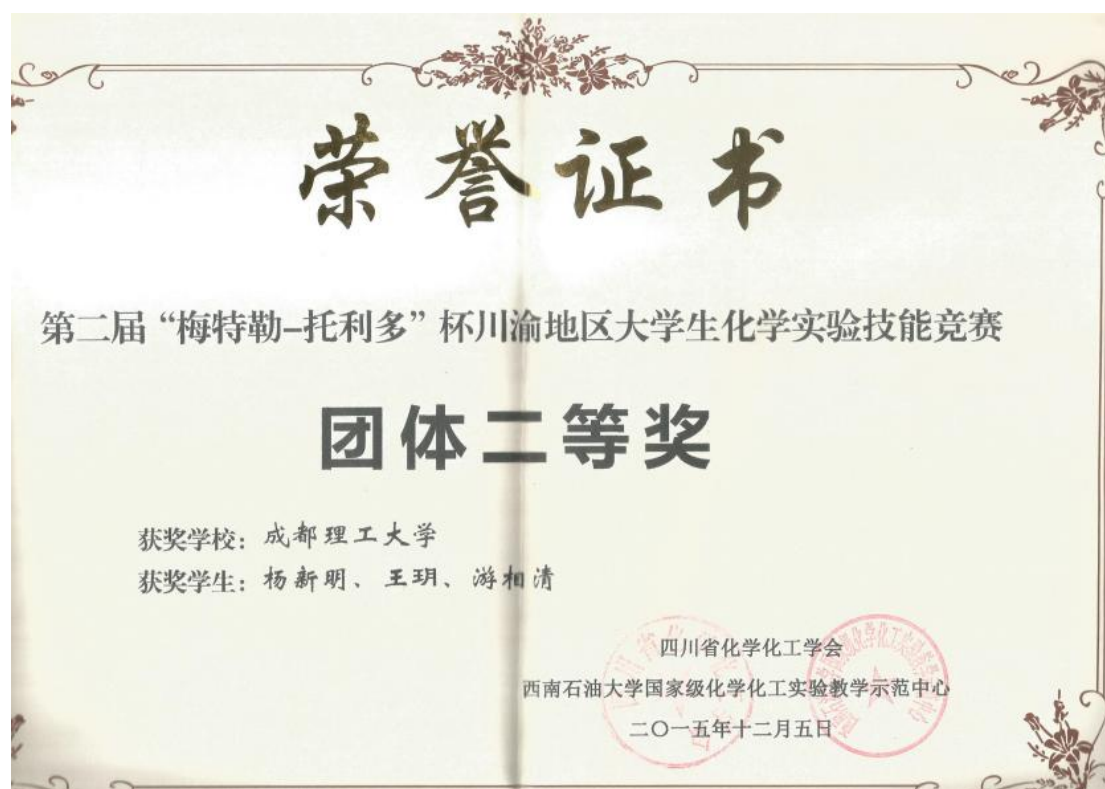 荣誉证书
第二届“梅特勒-托利多”杯川渝地区大学生化学实验技能竞赛
团体二等奖
获奖学校：成都理工大学
获奖学生：杨新明、王玥、游相清
四川省化学化工学会
西南石油大学国家级化学化工实验教学示范中心
二〇一五年十二月五日